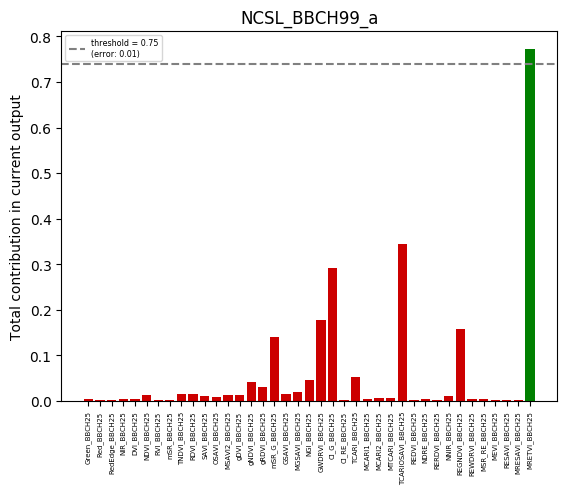 NCSL_BBCH99_a
threshold = 0.75
(error: 0.01)
Total contribution in current output
0.8
0.7
0.6
0.5
0.4
0.3
0.2
0.1
0.0
Green_BBCH25
Red_BBCH25
RedEdge_BBCH25
NIR_BBCH25
DVI_BBCH25
NDVI_BBCH25
RVI_BBCH25
mSR_BBCH25
TNDVI_BBCH25
RDVI_BBCH25
SAVI_BBCH25
OSAVI_BBCH25
MSAVI2_BBCH25
gDVI_BBCH25
gNDVI_BBCH25
gRDVI_BBCH25
mSR_G_BBCH25
GSAVI_BBCH25
MGSAVI_BBCH25
NGI_BBCH25
GWDRVI_BBCH25
CI_G_BBCH25
CI_RE_BBCH25
TCARI_BBCH25
MCARI1_BBCH25
MCARI2_BBCH25
MTCARI_BBCH25
TCARIOSAVI_BBCH25
REDVI_BBCH25
NDRE_BBCH25
RERDVI_BBCH25
NNIR_BBCH25
REGNDVI_BBCH25
REWDRVI_BBCH25
MSR_RE_BBCH25
MEVI_BBCH25
RESAVI_BBCH25
MRESAVI_BBCH25
MRETVI_BBCH25